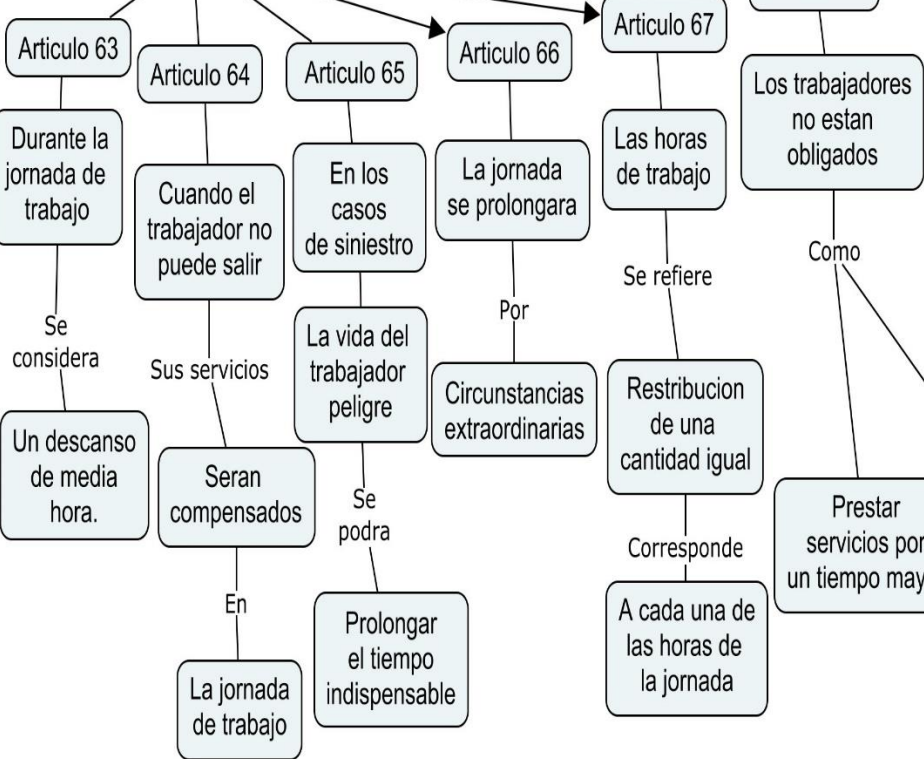 Articulo 63
Durante la
jornada de
trabajo
Se
considera
Un descanso
de media
hora.
Articulo 64
Cuando el
trabajador no
puede salir
Sus servicios
Seran
compensados
En
La jornada
de trabajo
Articulo 65
En los
casos
de siniestro
La vida del
trabajador
peligre
Se
podra
Prolongar
el tiempo
indispensable
Articulo 66
La jornada
se prolongara
Por
Circunstancias
extraordinarias
Articulo 67
Las horas
de trabajo
Se refiere
Restribucion
de una
cantidad igual
Corresponde
A cada una de
las horas de
la jornada
Los trabajadores
no estan
obligados
Como
Prestar
servicios por
un tiempo may